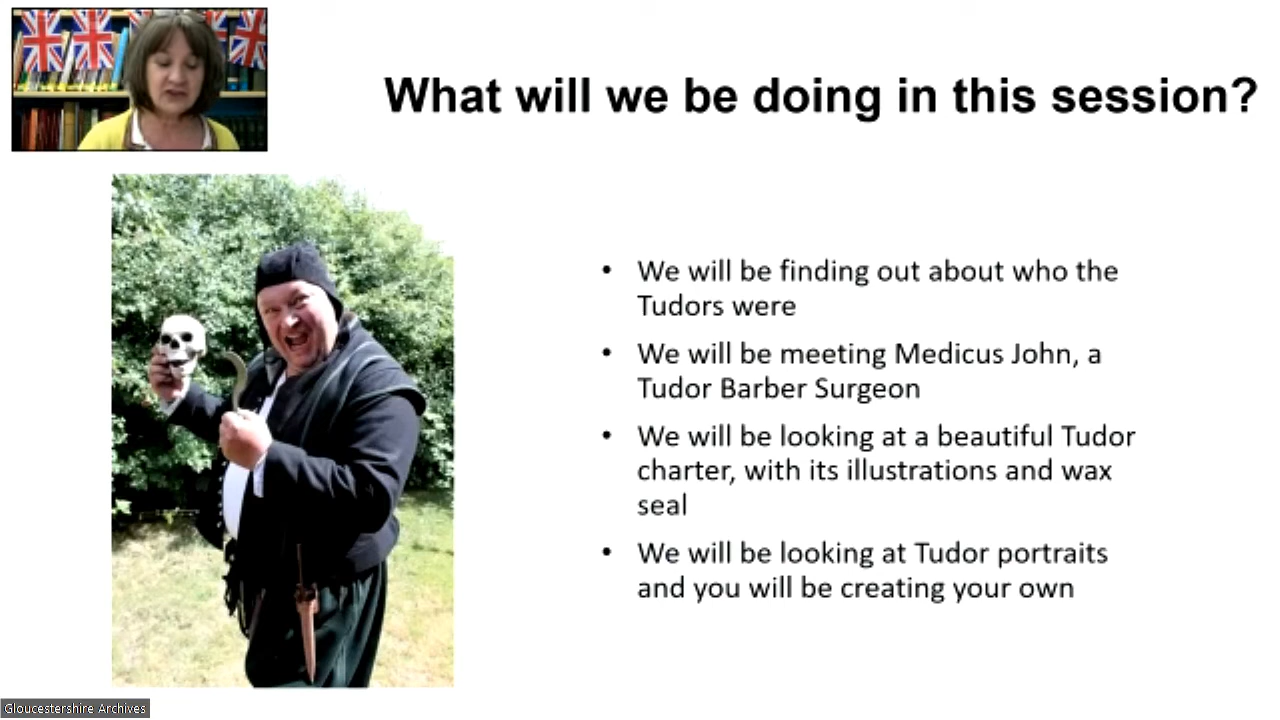 What will we be doing in this session?
• We will be finding out about who the
Tudors were
• We will be meeting Medicus John, a
Tudor Barber Surgeon
• We will be looking at a beautiful Tudor
charter, with its illustrations and wax
seal
• We will be looking at Tudor portraits
and you will be creating your own
Gloucestershire Archives